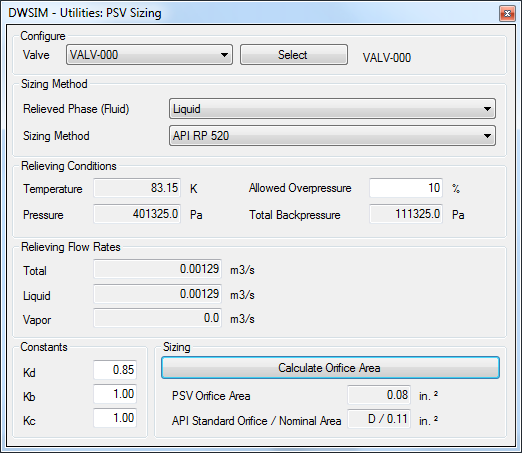 DWSIM - Utilities: PSV Sizing
Configure
Valve VALV-000 Select VALV-000
Sizing Method
Relieved Phase (Fluid) Liquid
Sizing Method API RP 520
Relieving Conditions
Temperature 83.15 K Allowed Overpressure 10 %
Pressure 401325.0 Pa Total Backpressure 111325.0 Pa
Relieving Flow Rates
Total 0.00129 m3/s
Liquid 0.00129 m3/s
Vapor 0.0 m3/s
Constants
Kd 0.85
Kb 1.00
Kc 1.00
Sizing
Calculate Orifice Area
PSV Orifice Area 0.08 in. ²
API Standard Orifice / Nominal Area D / 0.11 in. ²